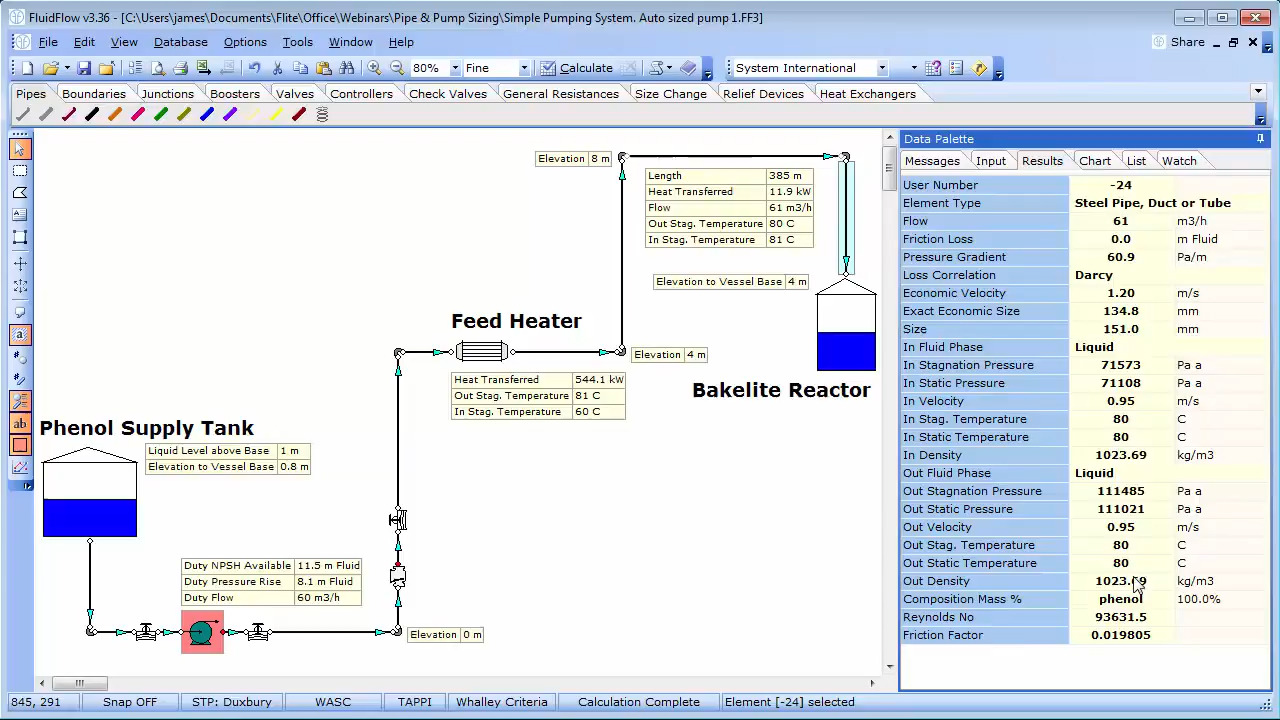 FluidFlow v3.36 - [C:\Users\james\Documents\Flite\Office\Webinars\Pipe & Pump Sizing\Simple Pumping System. Auto sized pump 1.FF3]
File Edit View Database Options Tools Window Help Share
80% Fine Calculate System International
Pipes Boundaries Junctions Boosters Valves Controllers Check Valves General Resistances Size Change Relief Devices Heat Exchangers
Elevation 8 m
Length 385 m
Heat Transferred 11.9 kW
Flow 61 m3/h
Out Stag. Temperature 80 C
In Stag. Temperature 81 C
Elevation to Vessel Base 4 m
Feed Heater
Elevation 4 m
Heat Transferred 544.1 kW
Out Stag. Temperature 81 C
In Stag. Temperature 60 C
Bakelite Reactor
Phenol Supply Tank
Liquid Level above Base 1 m
Elevation to Vessel Base 0.8 m
Duty NPSH Available 11.5 m Fluid
Duty Pressure Rise 8.1 m Fluid
Duty Flow 60 m3/h
Elevation 0 m
Data Palette
Messages Input Results Chart List Watch
User Number -24
Element Type Steel Pipe, Duct or Tube
Flow 61 m3/h
Friction Loss 0.0 m Fluid
Pressure Gradient 60.9 Pa/m
Loss Correlation Darcy
Economic Velocity 1.20 m/s
Exact Economic Size 134.8 mm
Size 151.0 mm
In Fluid Phase Liquid
In Stagnation Pressure 71573 Pa a
In Static Pressure 71108 Pa a
In Velocity 0.95 m/s
In Stag. Temperature 80 C
In Static Temperature 80 C
In Density 1023.69 kg/m3
Out Fluid Phase Liquid
Out Stagnation Pressure 111485 Pa a
Out Static Pressure 111021 Pa a
Out Velocity 0.95 m/s
Out Stag. Temperature 80 C
Out Static Temperature 80 C
Out Density 1023.69 kg/m3
Composition Mass % phenol 100.0%
Reynolds No 93631.5
Friction Factor 0.019805
845, 291 Snap OFF STP: Duxbury WASC TAPPI Whalley Criteria Calculation Complete Element [-24] selected